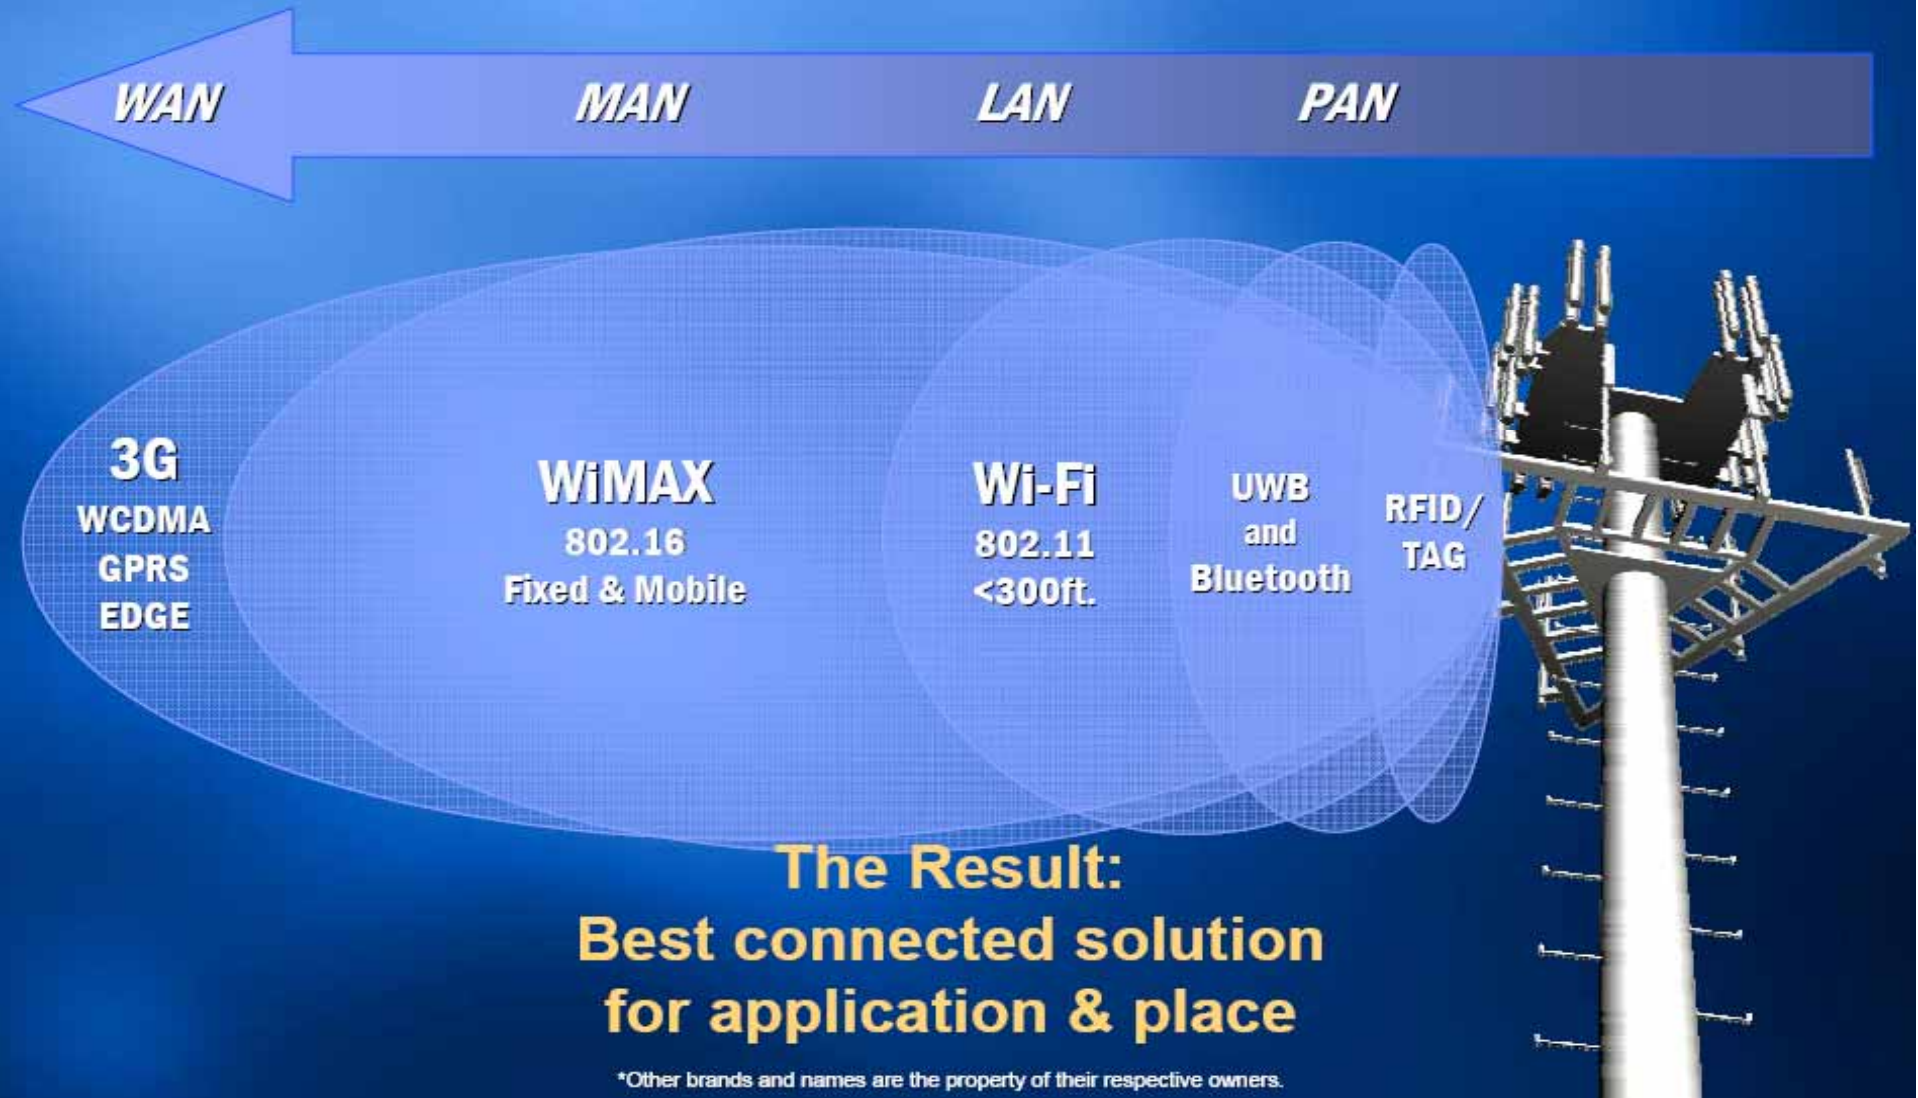 WAN MAN LAN PAN
3G
WCDMA
GPRS
EDGE
WiMAX
802.16
Fixed & Mobile
Wi-Fi
802.11
<300ft.
UWB
and
Bluetooth
RFID/
TAG
The Result:
Best connected solution
for application & place
*Other brands and names are the property of their respective owners.